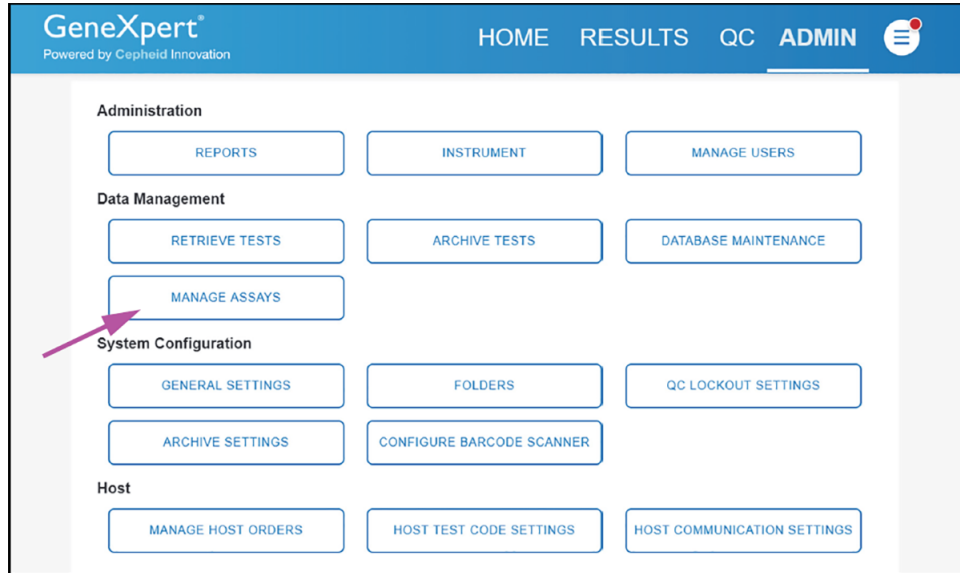 GeneXpert®
Powered by Cepheid Innovation
HOME RESULTS QC ADMIN
Administration
REPORTS INSTRUMENT MANAGE USERS
Data Management
RETRIEVE TESTS ARCHIVE TESTS DATABASE MAINTENANCE
MANAGE ASSAYS
System Configuration
GENERAL SETTINGS FOLDERS QC LOCKOUT SETTINGS
ARCHIVE SETTINGS CONFIGURE BARCODE SCANNER
Host
MANAGE HOST ORDERS HOST TEST CODE SETTINGS HOST COMMUNICATION SETTINGS